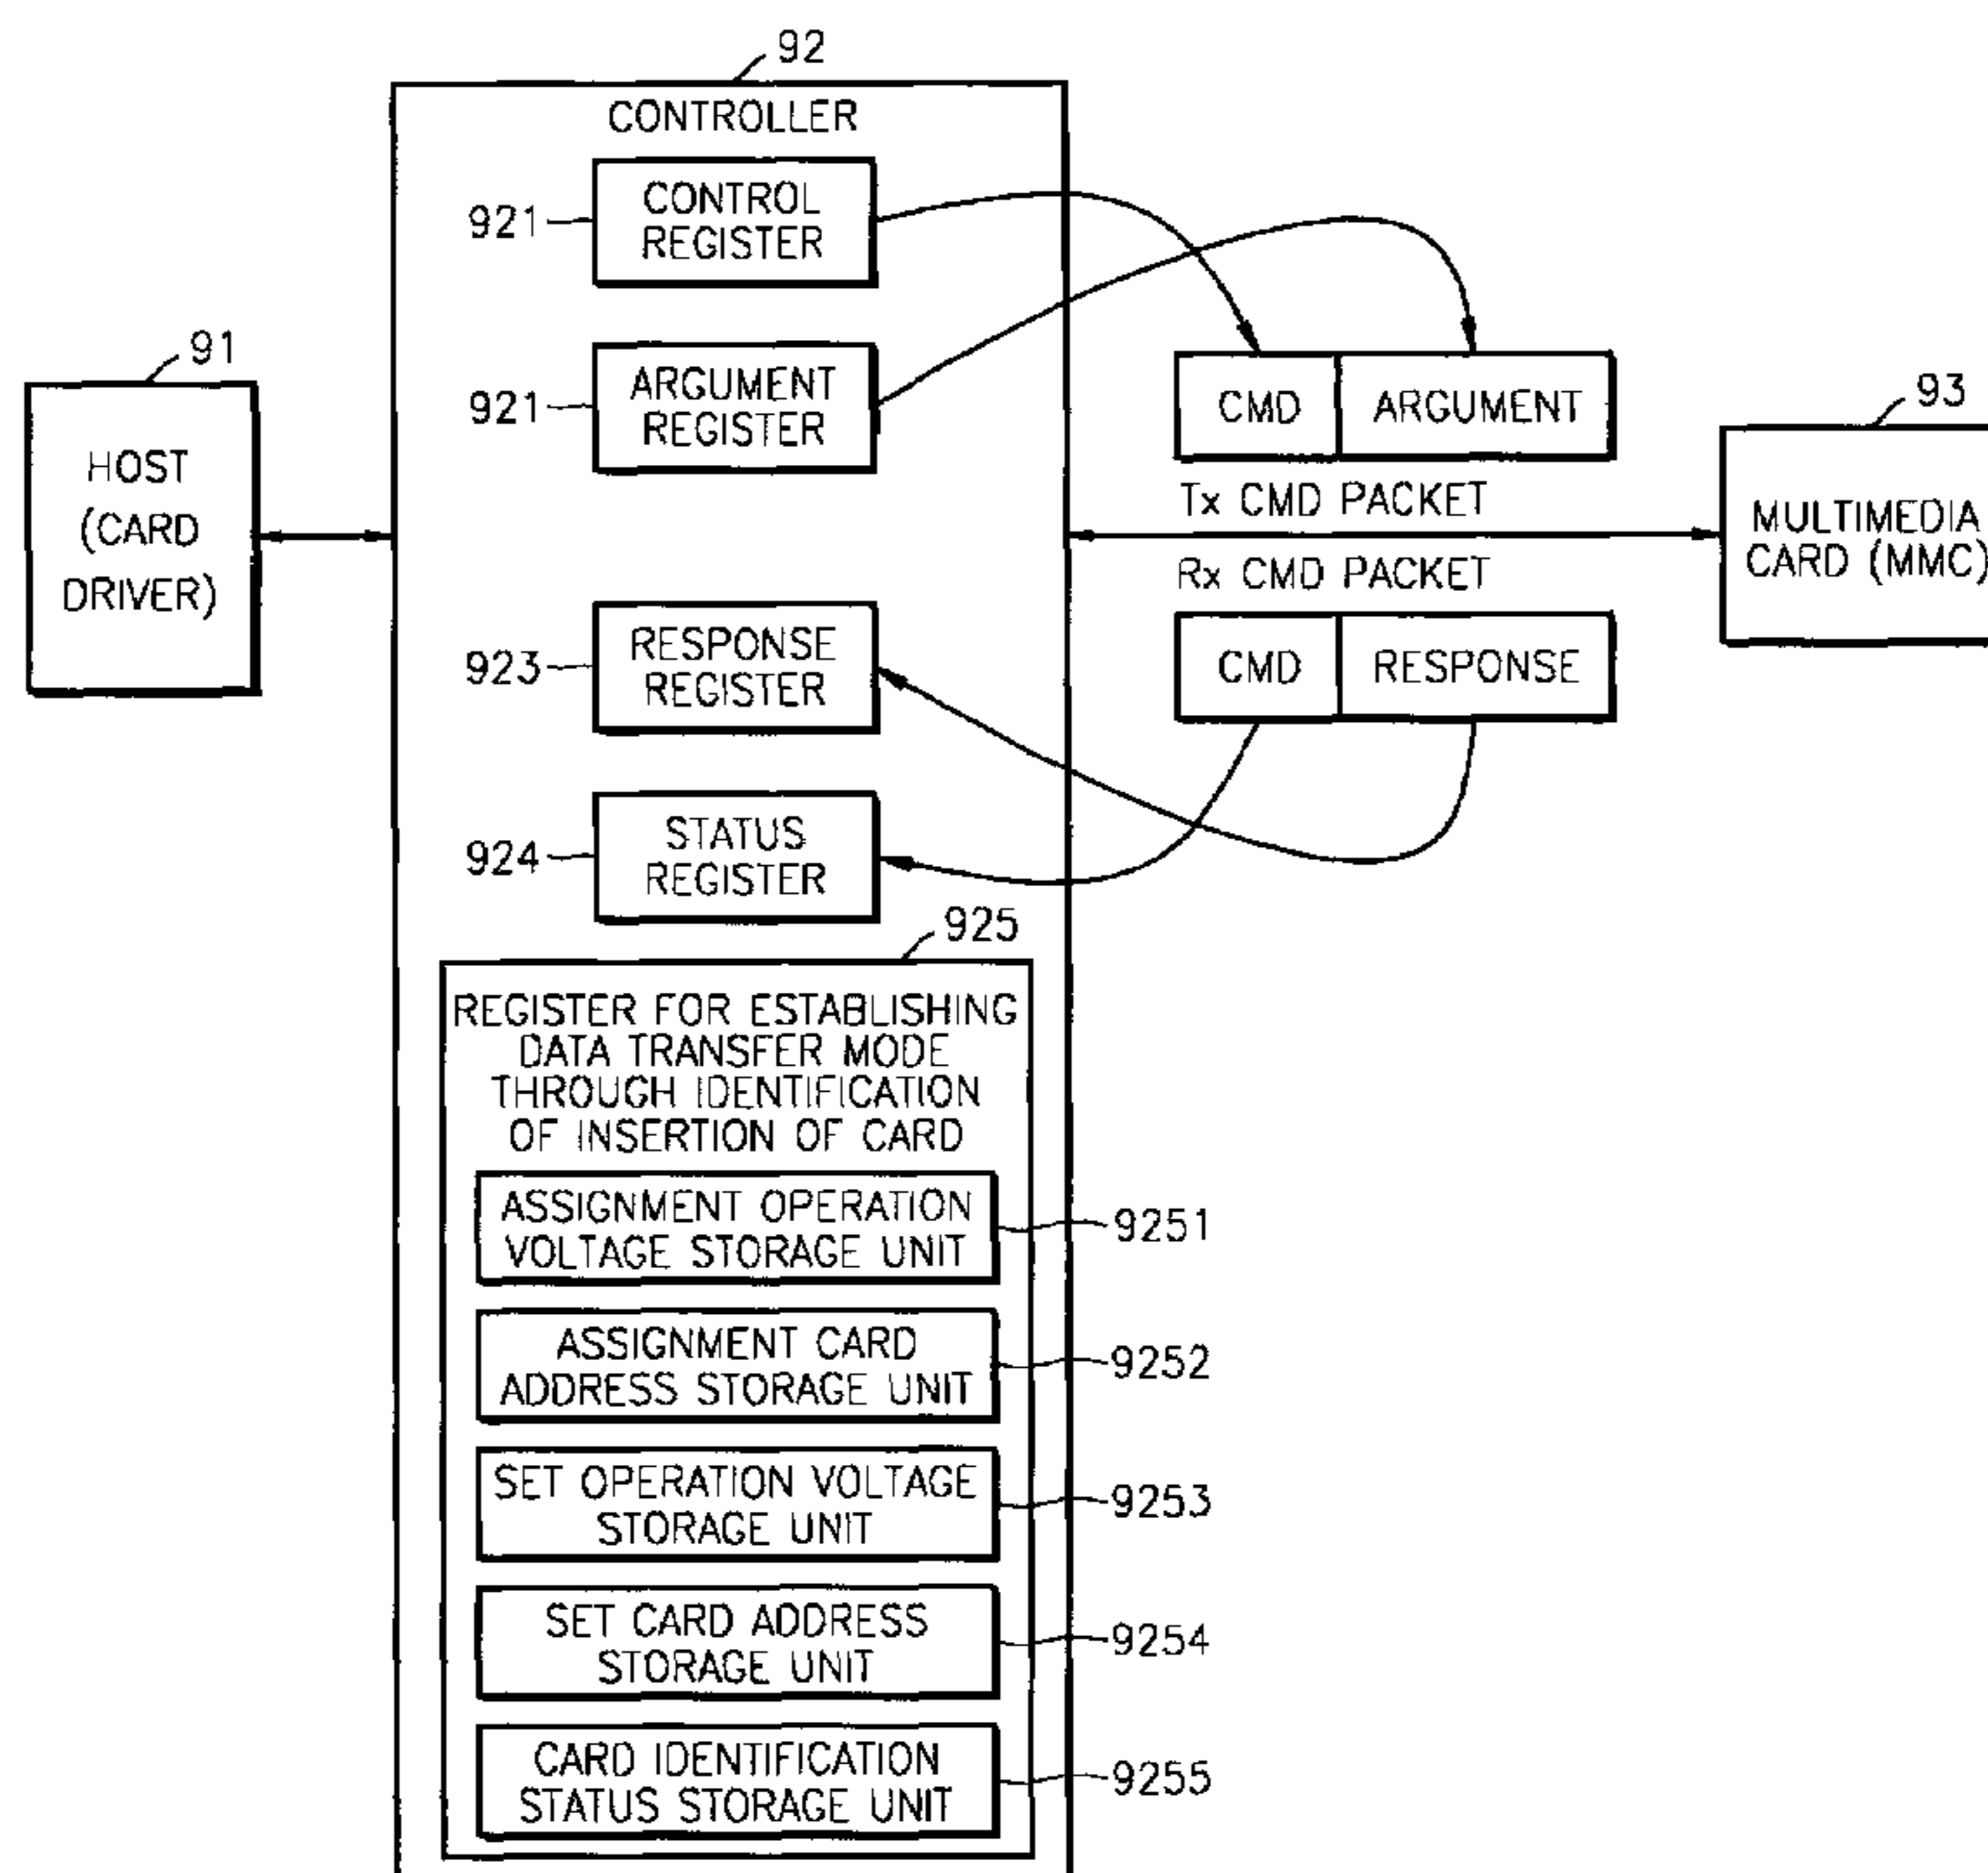 92
CONTROLLER
921
CONTROL
REGISTER
91
HOST
(CARD
DRIVER)
921
ARGUMENT
REGISTER
CMD
ARGUMENT
93
MULTIMEDIA
CARD (MMC)
Tx CMD PACKET
Rx CMD PACKET
923
RESPONSE
REGISTER
CMD
RESPONSE
924
STATUS
REGISTER
925
REGISTER FOR ESTABLISHING
DATA TRANSFER MODE
THROUGH IDENTIFICATION
OF INSERTION OF CARD
ASSIGNMENT OPERATION
VOLTAGE STORAGE UNIT
9251
ASSIGNMENT CARD
ADDRESS STORAGE UNIT
9252
SET OPERATION VOLTAGE
STORAGE UNIT
9253
SET CARD ADDRESS
STORAGE UNIT
9254
CARD IDENTIFICATION
STATUS STORAGE UNIT
9255